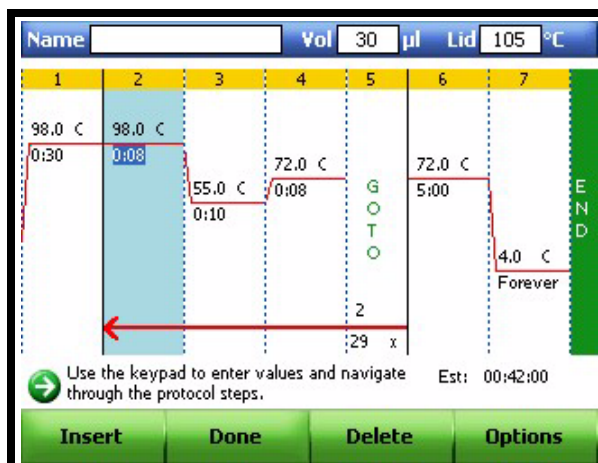 Name Vol 30 µl Lid 105 °C
1 2 3 4 5 6 7
98.0 C 98.0 C
0:30 0:08
72.0 C 72.0 C
55.0 C 0:08 5:00
0:10
GOTO
END
4.0 C
Forever
2
29 x
Use the keypad to enter values and navigate Est: 00:42:00
through the protocol steps.
Insert Done Delete Options